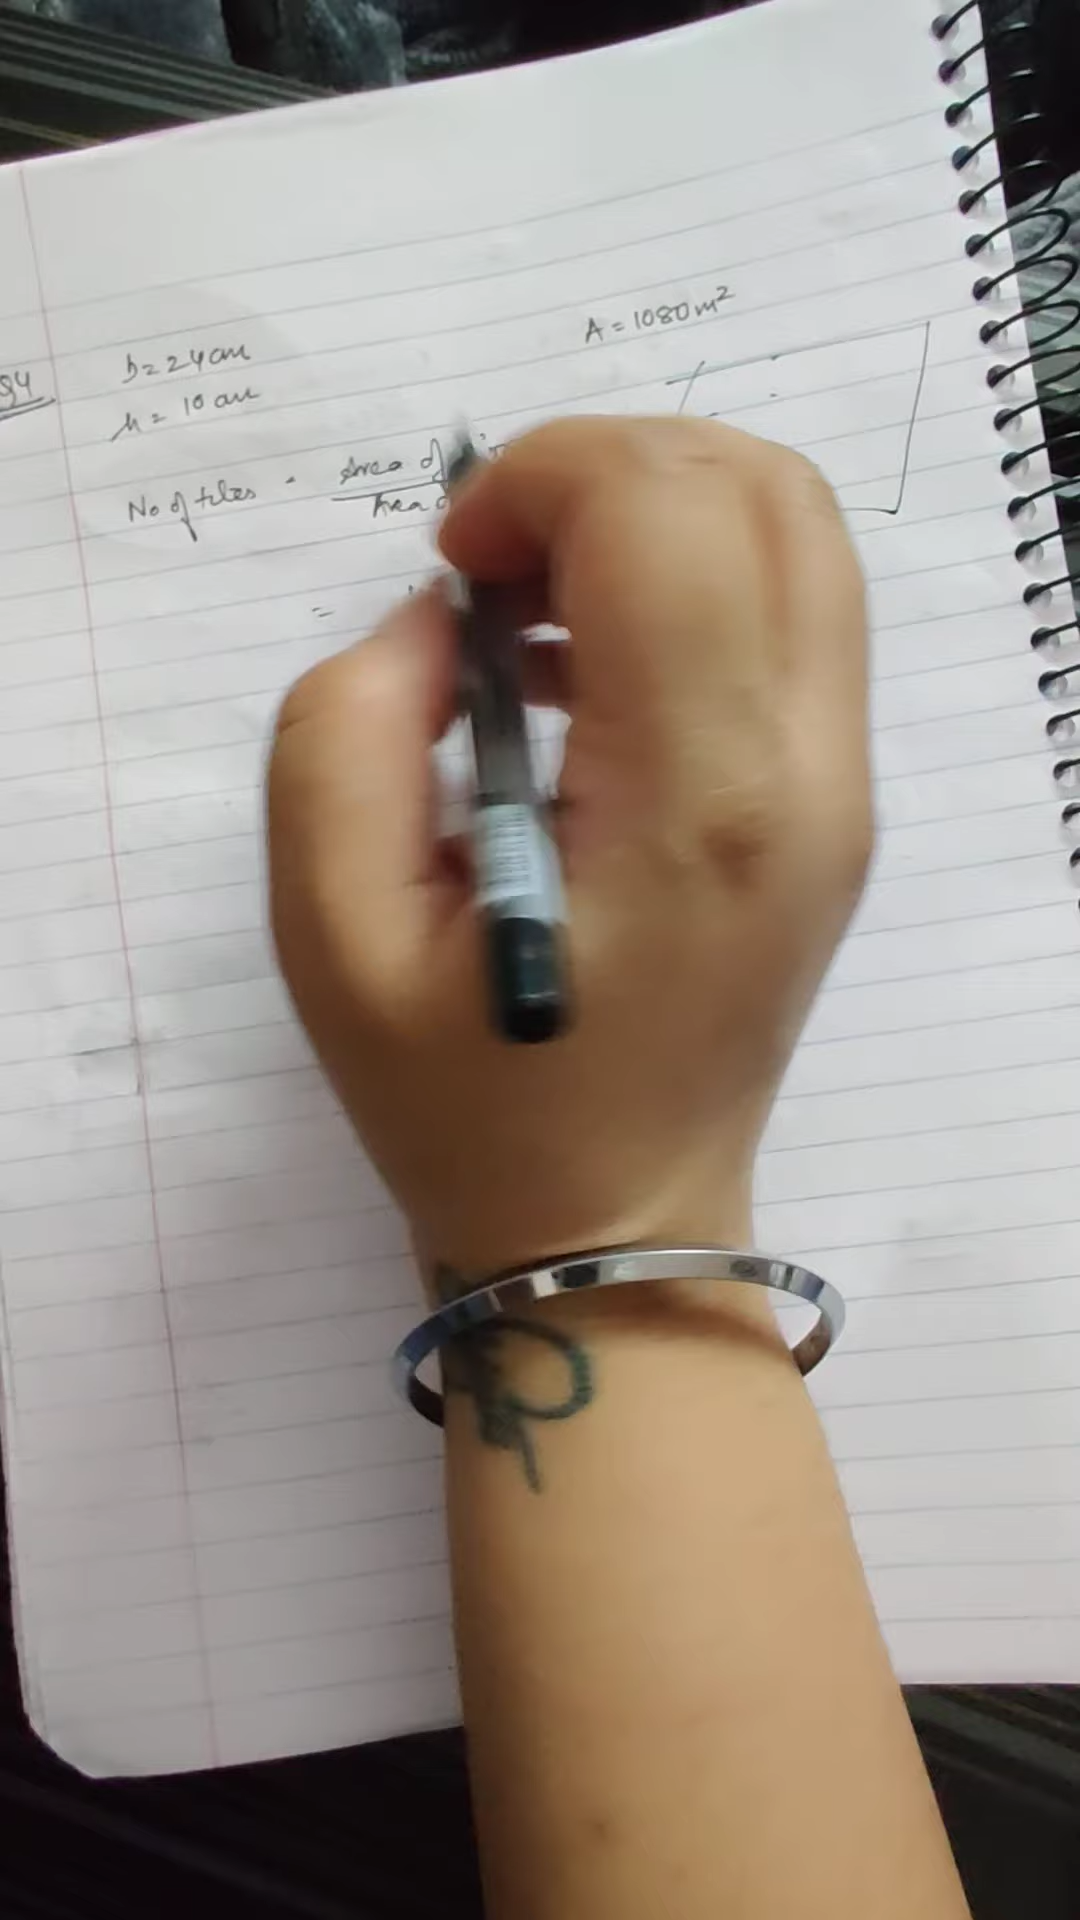 Q4
b = 24 cm
h = 10 cm
A = 1080 m²
No of tiles = Area of
Area
=